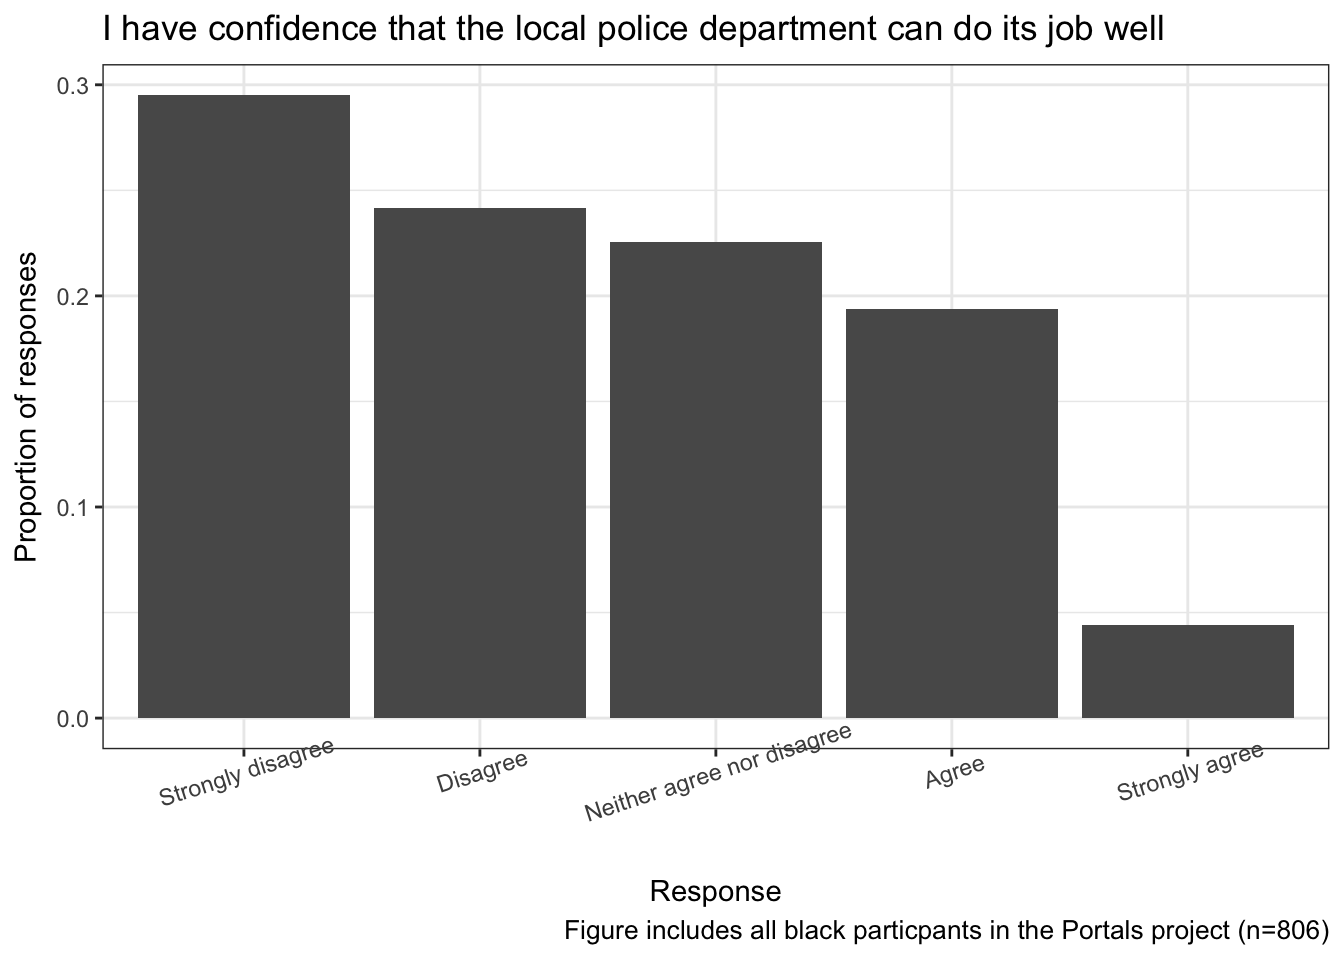 I have confidence that the local police department can do its job well
Proportion of responses
0.3
0.2
0.1
0.0
Strongly disagree
Disagree
Neither agree nor disagree
Agree
Strongly agree
Response
Figure includes all black particpants in the Portals project (n=806)